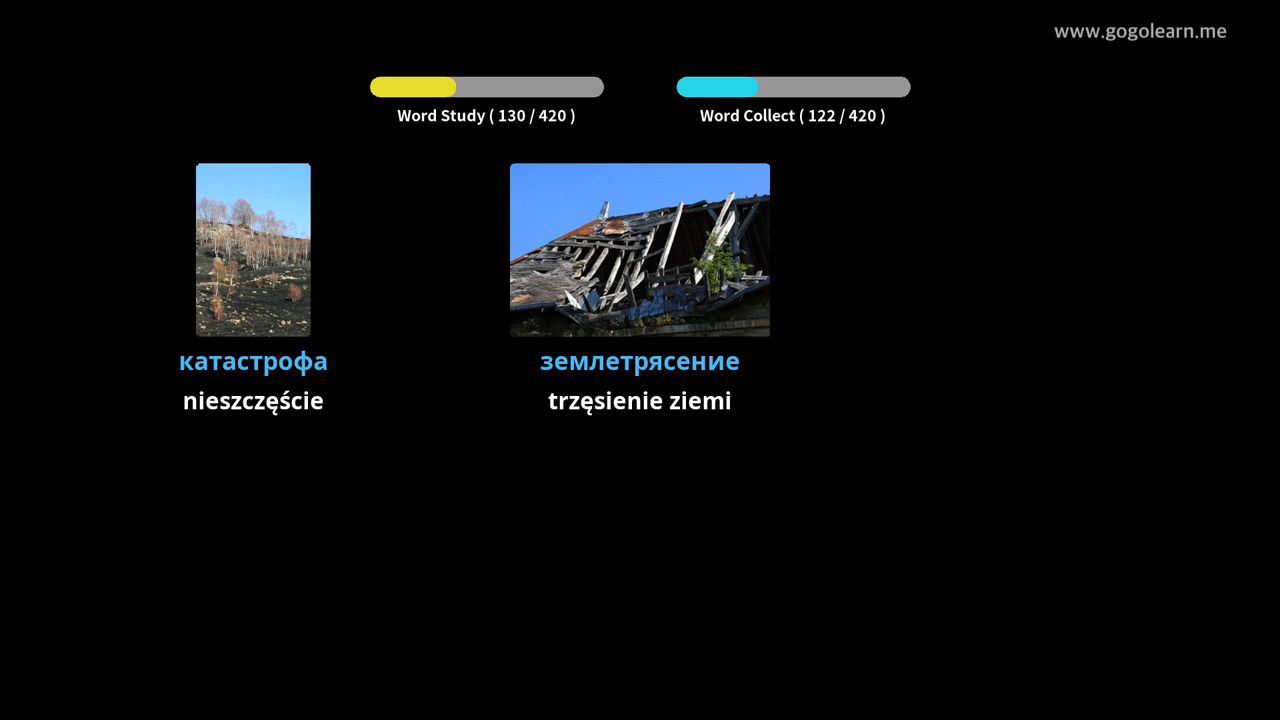 www.gogolearn.me
Word Study ( 130 / 420 )
Word Collect ( 122 / 420 )
катастрофа
землетрясение
nieszczęście
trzęsienie ziemi